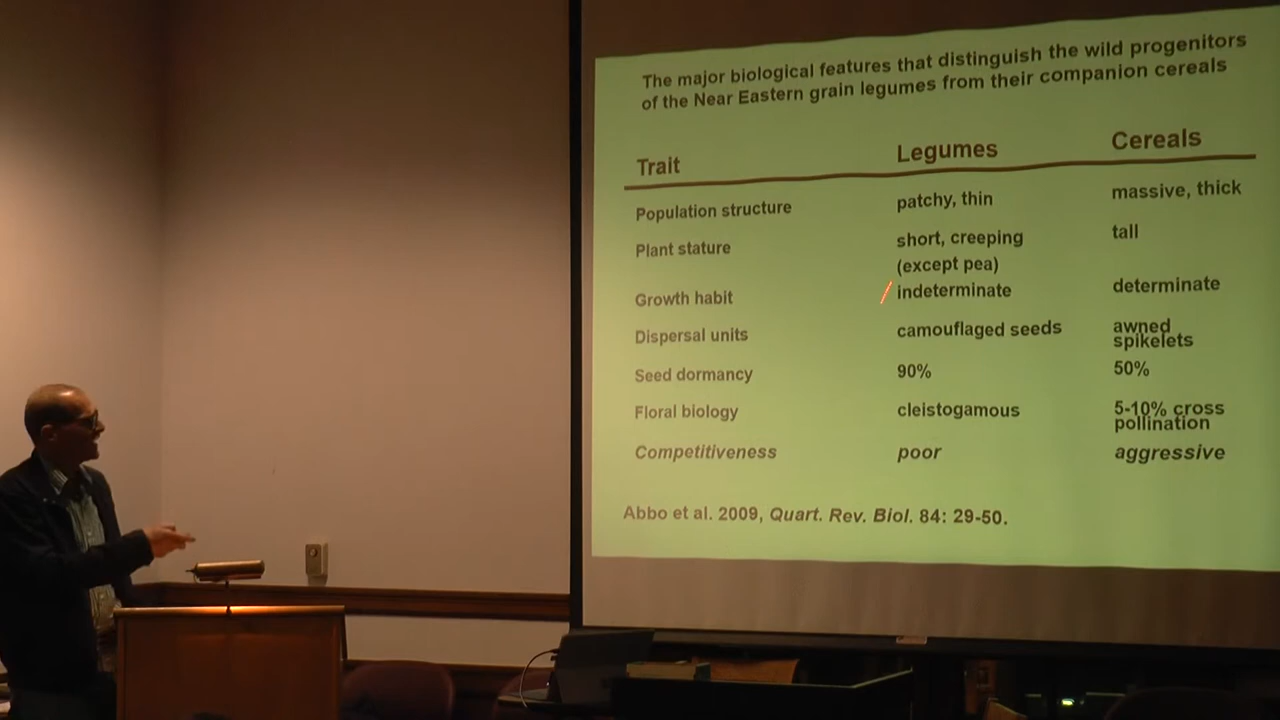 The major biological features that distinguish the wild progenitors
of the Near Eastern grain legumes from their companion cereals
Trait Legumes Cereals
Population structure patchy, thin massive, thick
Plant stature short, creeping tall
(except pea)
Growth habit indeterminate determinate
Dispersal units camouflaged seeds awned
spikelets
Seed dormancy 90% 50%
Floral biology cleistogamous 5-10% cross
pollination
Competitiveness poor aggressive
Abbo et al. 2009, Quart. Rev. Biol. 84: 29-50.